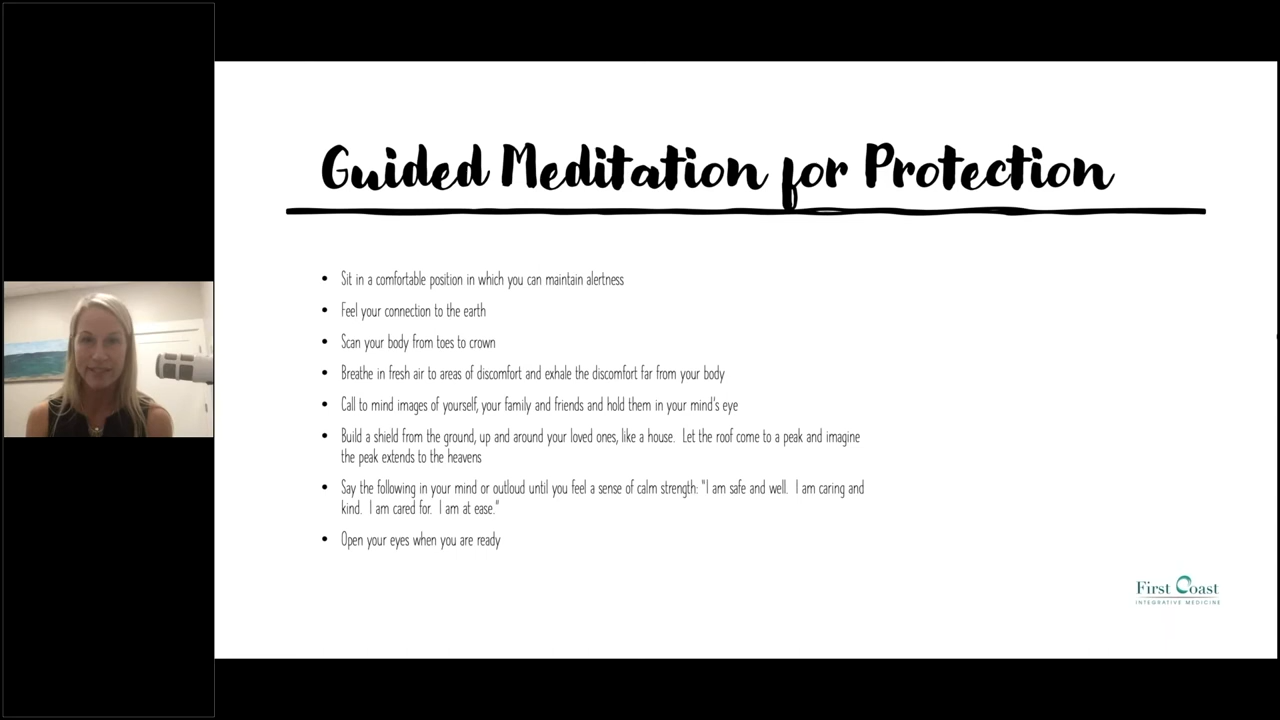 Guided Meditation for Protection
• Sit in a comfortable position in which you can maintain alertness
• Feel your connection to the earth
• Scan your body from toes to crown
• Breathe in fresh air to areas of discomfort and exhale the discomfort far from your body
• Call to mind images of yourself, your family and friends and hold them in your mind's eye
• Build a shield from the ground, up and around your loved ones, like a house. Let the roof come to a peak and imagine
the peak extends to the heavens
• Say the following in your mind or outloud until you feel a sense of calm strength: "I am safe and well. I am caring and
kind. I am cared for. I am at ease."
• Open your eyes when you are ready
First Coast
INTEGRATIVE MEDICINE